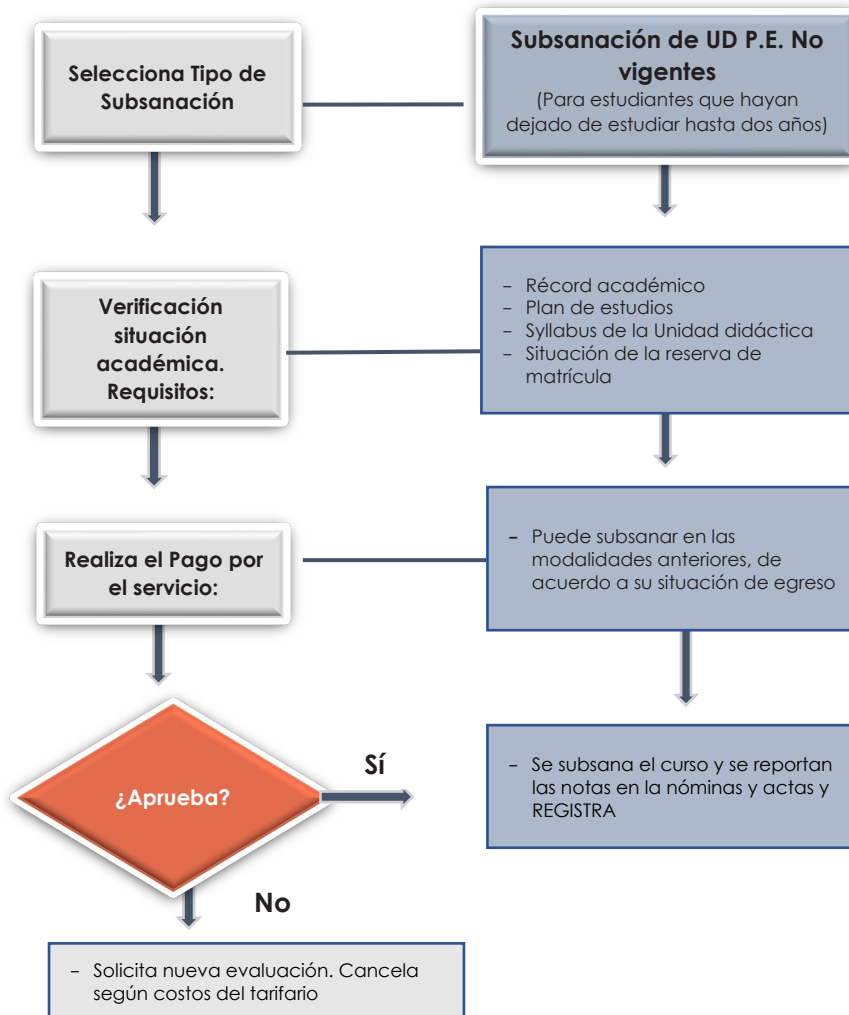 Selecciona Tipo de
Subsanación
Subsanación de UD P.E. No
vigentes
(Para estudiantes que hayan
dejado de estudiar hasta dos años)
Verificación
situación
académica.
Requisitos:
- Récord académico
- Plan de estudios
- Syllabus de la Unidad didáctica
- Situación de la reserva de
matrícula
Realiza el Pago por
el servicio:
- Puede subsanar en las
modalidades anteriores, de
acuerdo a su situación de egreso
¿Aprueba?
Sí
- Se subsana el curso y se reportan
las notas en la nóminas y actas y
REGISTRA
No
- Solicita nueva evaluación. Cancela
según costos del tarifario